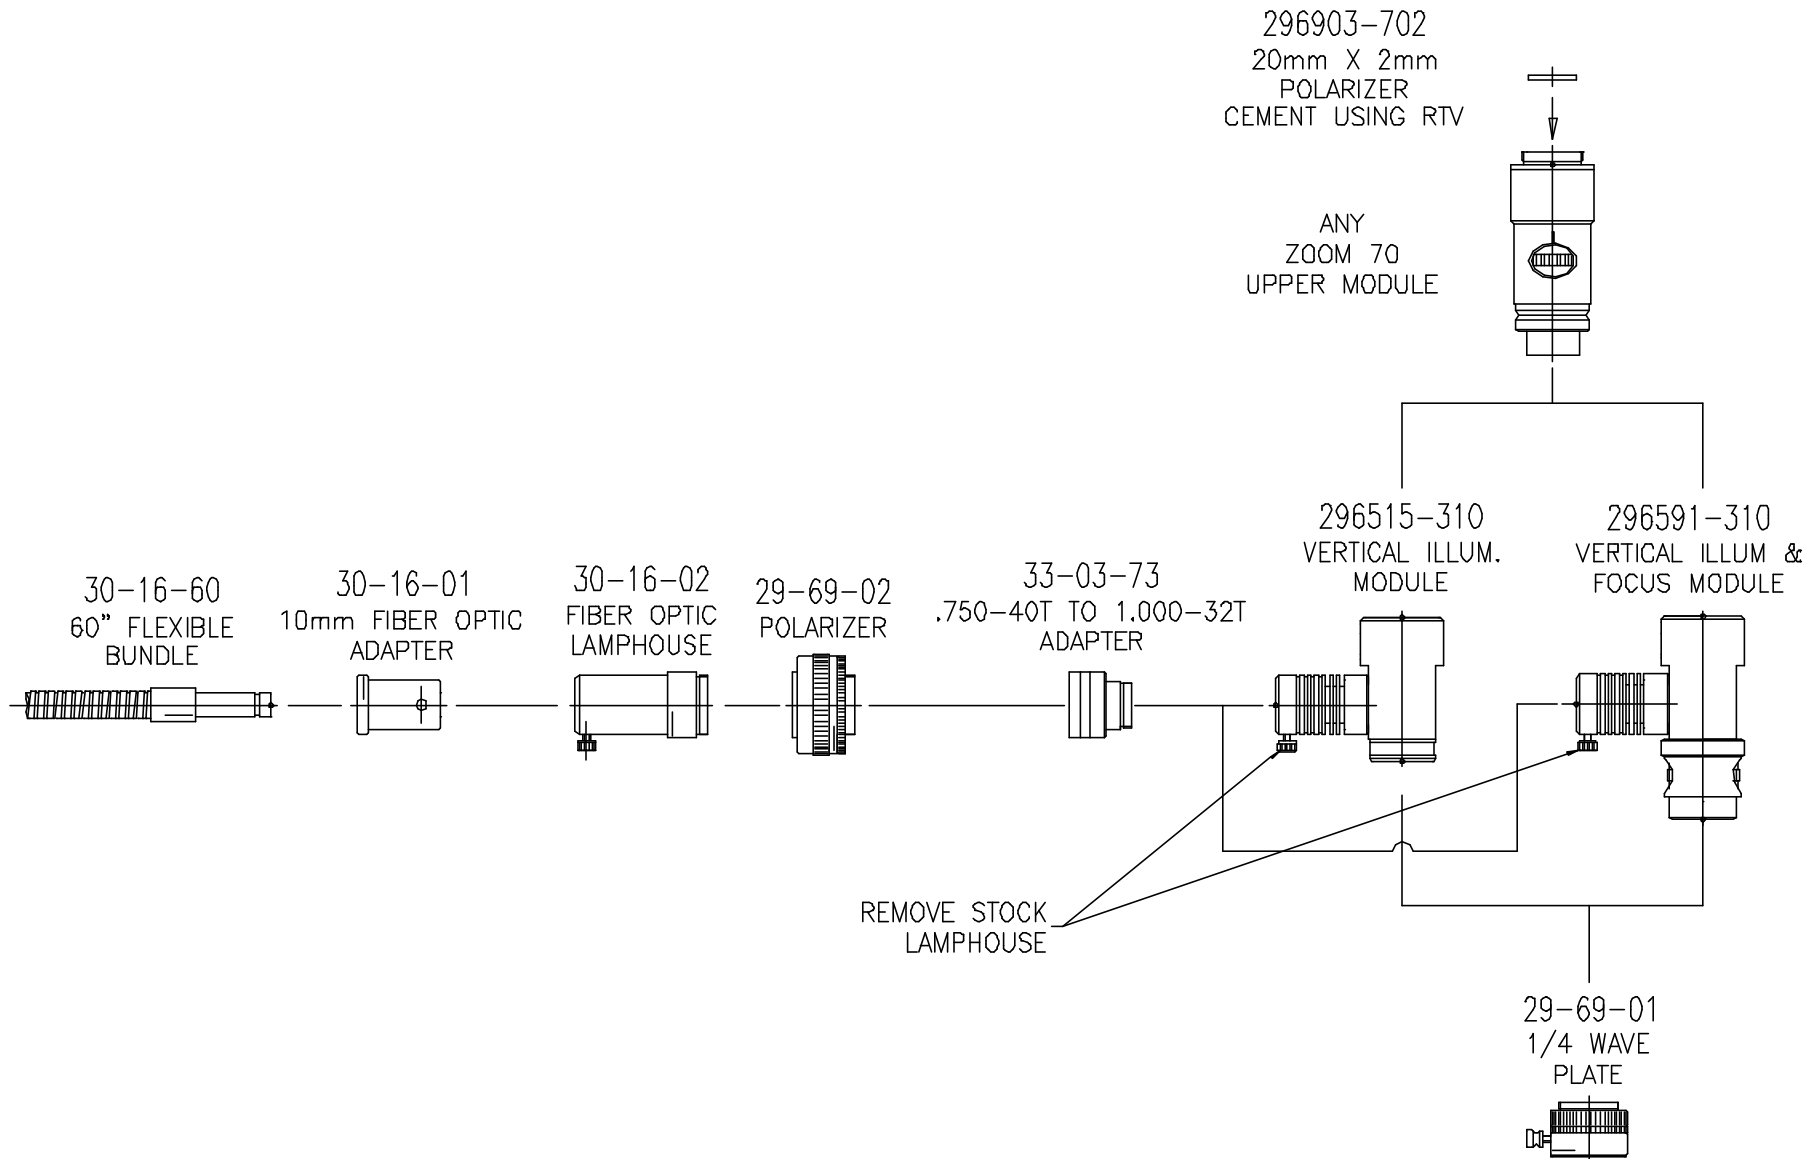 296903-702
20mm X 2mm
POLARIZER
CEMENT USING RTV
ANY
ZOOM 70
UPPER MODULE
296515-310
VERTICAL ILLUM.
MODULE
296591-310
VERTICAL ILLUM &
FOCUS MODULE
30-16-60
60" FLEXIBLE
BUNDLE
30-16-01
10mm FIBER OPTIC
ADAPTER
30-16-02
FIBER OPTIC
LAMPHOUSE
29-69-02
POLARIZER
33-03-73
.750-40T TO 1.000-32T
ADAPTER
REMOVE STOCK
LAMPHOUSE
29-69-01
1/4 WAVE
PLATE